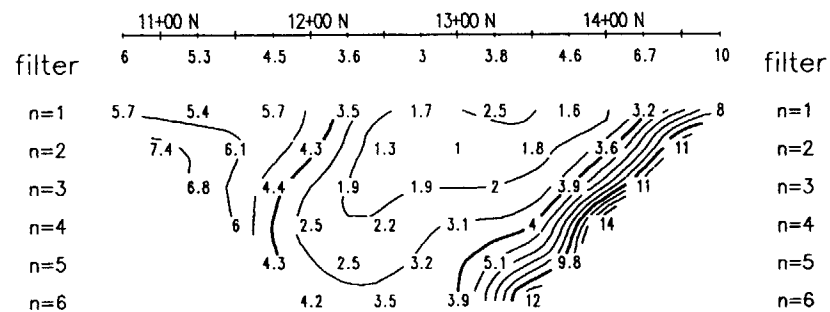 11+00 N 12+00 N 13+00 N 14+00 N
filter 6 5.3 4.5 3.6 3 3.8 4.6 6.7 10 filter
n=1 5.7 5.4 5.7 3.5 1.7 2.5 1.6 3.2 8 n=1
n=2 7.4 6.1 4.3 1.3 1 1.8 3.6 11 n=2
n=3 6.8 4.4 1.9 1.9 2 3.9 11 n=3
n=4 6 2.5 2.2 3.1 4 14 n=4
n=5 4.3 2.5 3.2 5.1 9.8 n=5
n=6 4.2 3.5 3.9 12 n=6